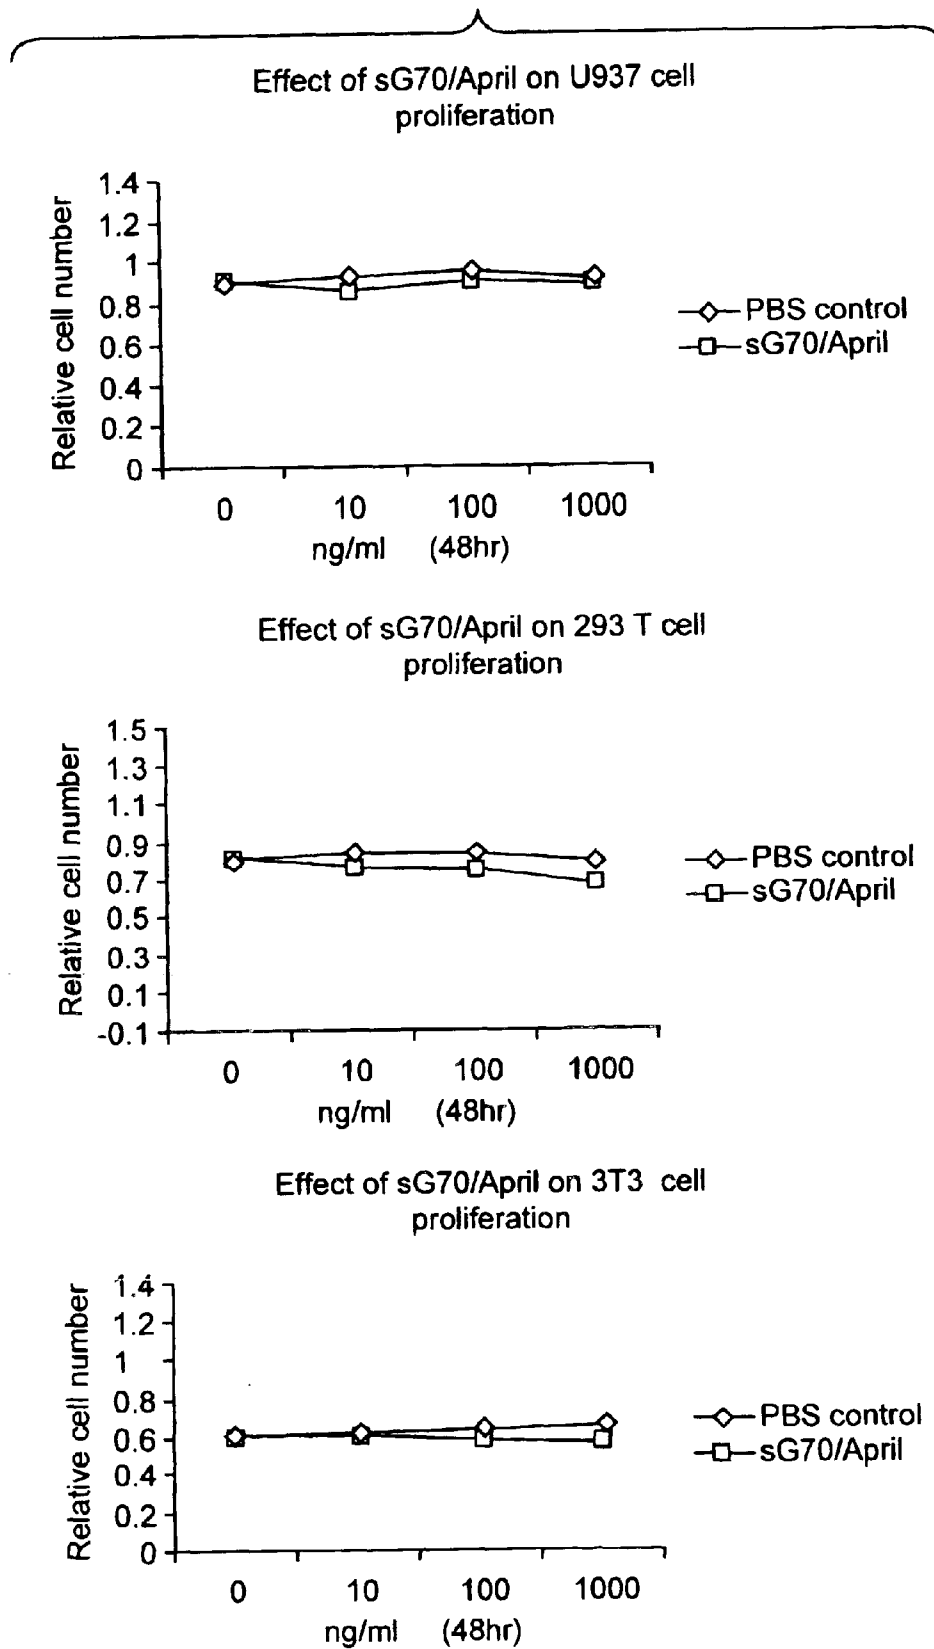 Effect of sG70/April on U937 cell
proliferation
Relative cell number
1.4
1.2
1
0.8
0.6
0.4
0.2
0
0 10 100 1000
ng/ml (48hr)
PBS control
sG70/April
Effect of sG70/April on 293 T cell
proliferation
Relative cell number
1.5
1.3
1.1
0.9
0.7
0.5
0.3
0.1
-0.1
0 10 100 1000
ng/ml (48hr)
PBS control
sG70/April
Effect of sG70/April on 3T3 cell
proliferation
Relative cell number
1.4
1.2
1
0.8
0.6
0.4
0.2
0
0 10 100 1000
ng/ml (48hr)
PBS control
sG70/April